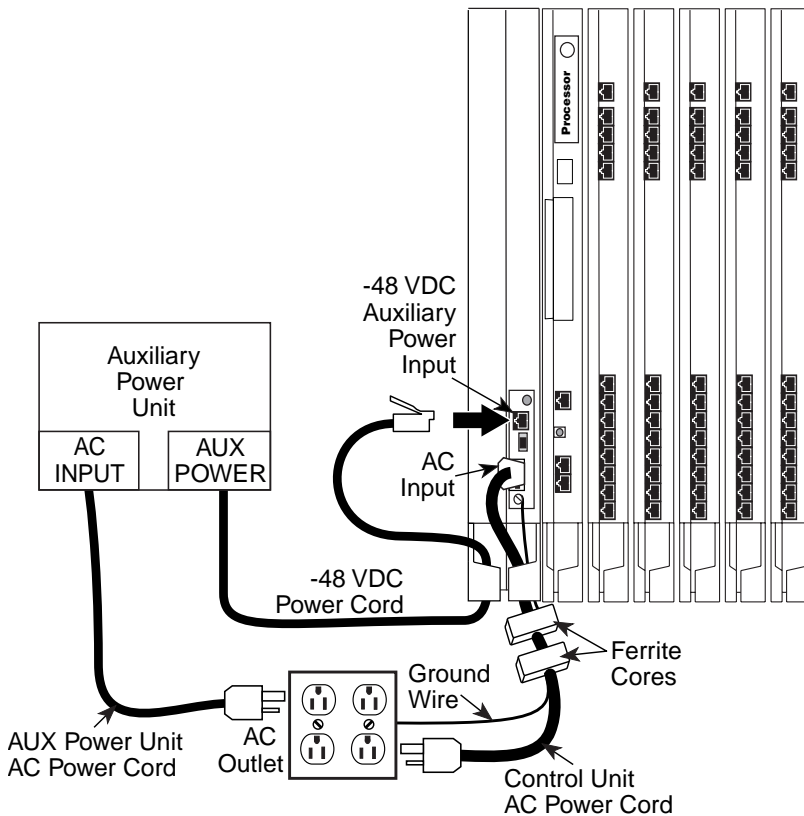 Processor
-48 VDC
Auxiliary
Power
Input
Auxiliary
Power
Unit
AC
INPUT
AUX
POWER
AC
Input
-48 VDC
Power Cord
Ferrite
Cores
Ground
Wire
AC
Outlet
AUX Power Unit
AC Power Cord
Control Unit
AC Power Cord